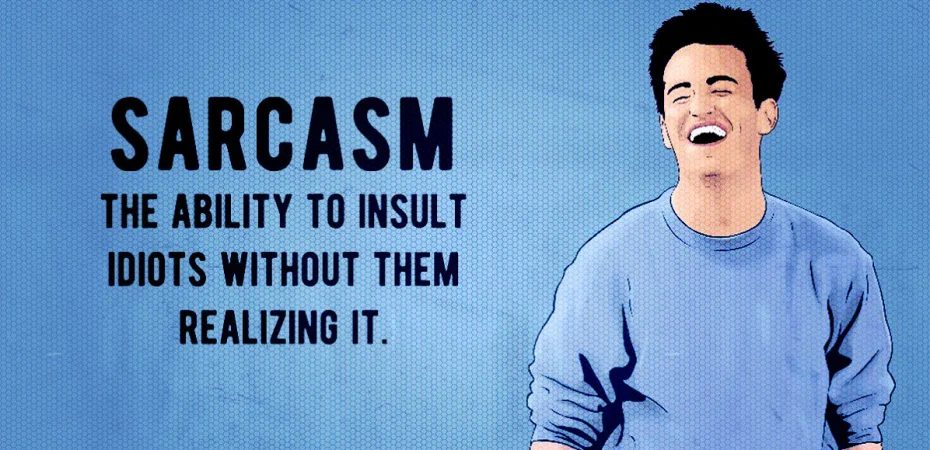 SARCASM
THE ABILITY TO INSULT
IDIOTS WITHOUT THEM
REALIZING IT.